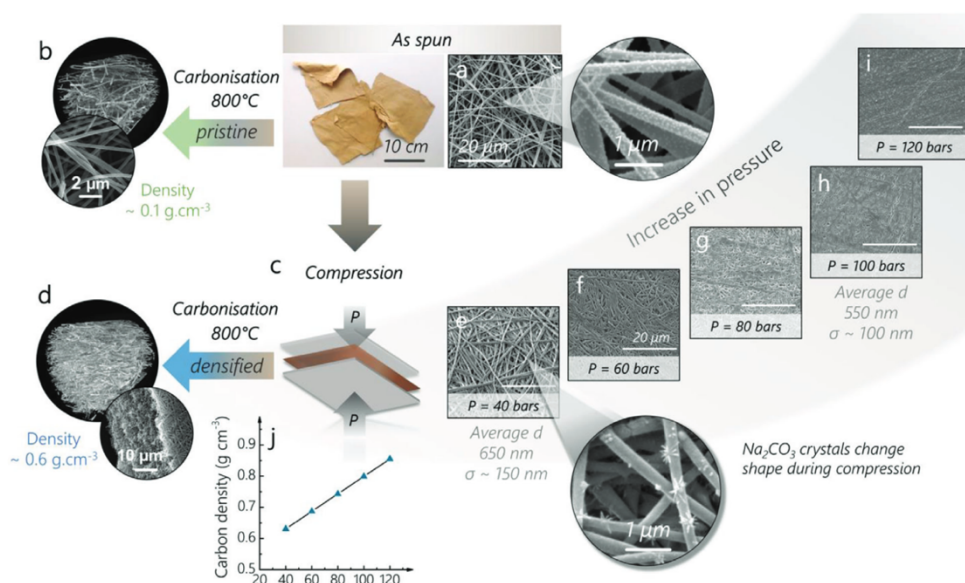 As spun
b
Carbonisation
800°C
pristine
2 µm
Density
~ 0.1 g.cm⁻³
10 cm
a
20 µm
1 µm
Increase in pressure
i
P = 120 bars
h
P = 100 bars
Average d
550 nm
σ ~ 100 nm
g
P = 80 bars
f
20 µm
P = 60 bars
e
P = 40 bars
Average d
650 nm
σ ~ 150 nm
c
Compression
P
P
d
Carbonisation
800°C
densified
10 µm
Density
~ 0.6 g.cm⁻³
j
Carbon density (g cm⁻³)
0.9
0.8
0.7
0.6
0.5
20 40 60 80 100 120
1 µm
Na₂CO₃ crystals change
shape during compression